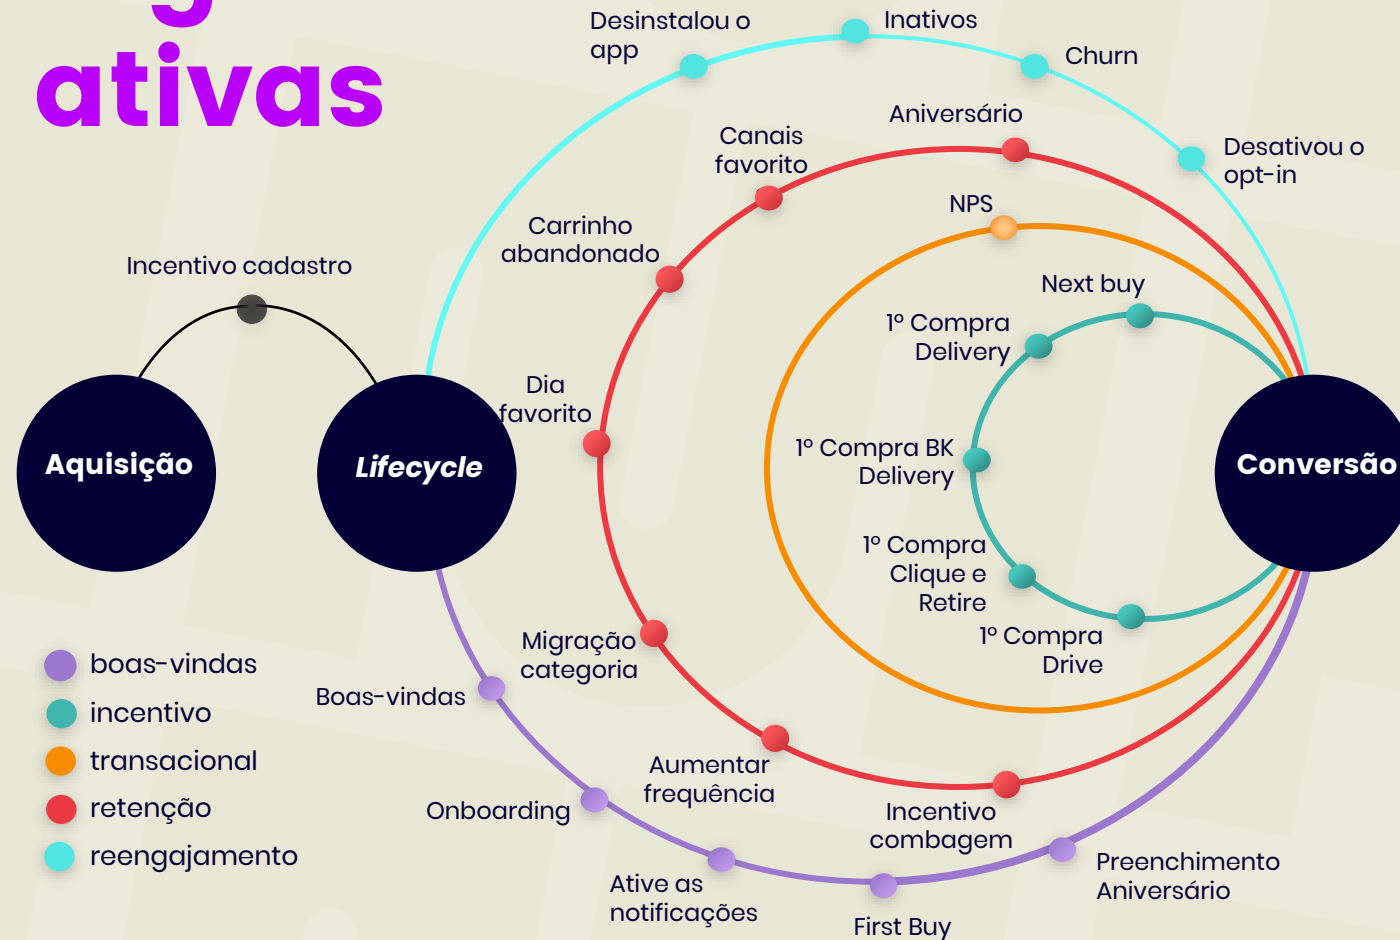 ativas
Desinstalou o
app
Inativos
Churn
Desativou o
opt-in
Aniversário
Canais
favorito
Carrinho
abandonado
NPS
Incentivo cadastro
Next buy
1º Compra
Delivery
Dia
favorito
Aquisição
Lifecycle
1º Compra BK
Delivery
Conversão
1º Compra
Clique e
Retire
1º Compra
Drive
Migração
categoria
Boas-vindas
Aumentar
frequência
Onboarding
Incentivo
combagem
Preenchimento
Aniversário
Ative as
notificações
First Buy
boas-vindas
incentivo
transacional
retenção
reengajamento